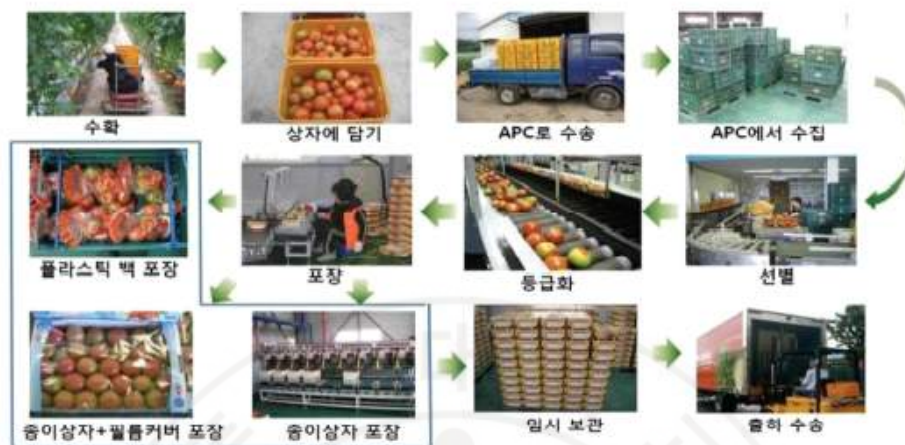 수확
상자에 담기
APC로 수송
APC에서 수집
플라스틱 백 포장
포장
등급화
선별
종이상자+필름커버 포장
종이상자 포장
임시 보관
출하 수송